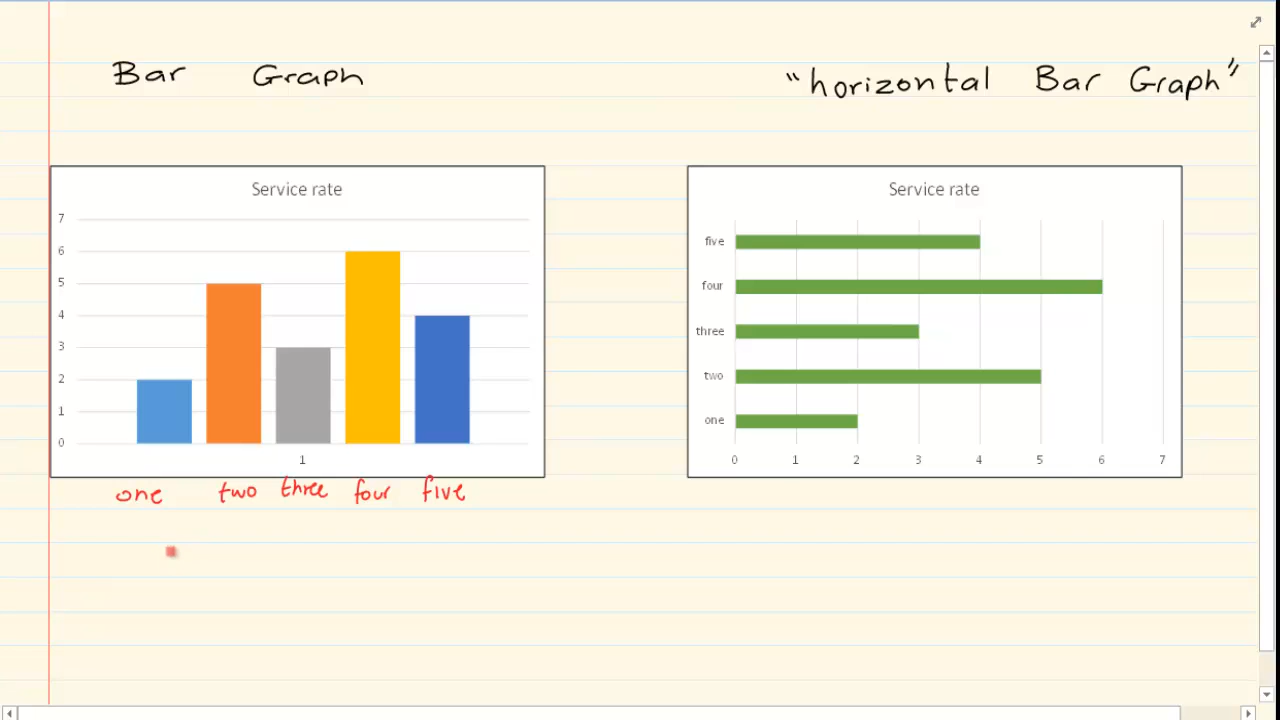 Bar Graph
"horizontal Bar Graph"
Service rate
7
6
5
4
3
2
1
0
1
one two three four five
Service rate
five
four
three
two
one
0 1 2 3 4 5 6 7